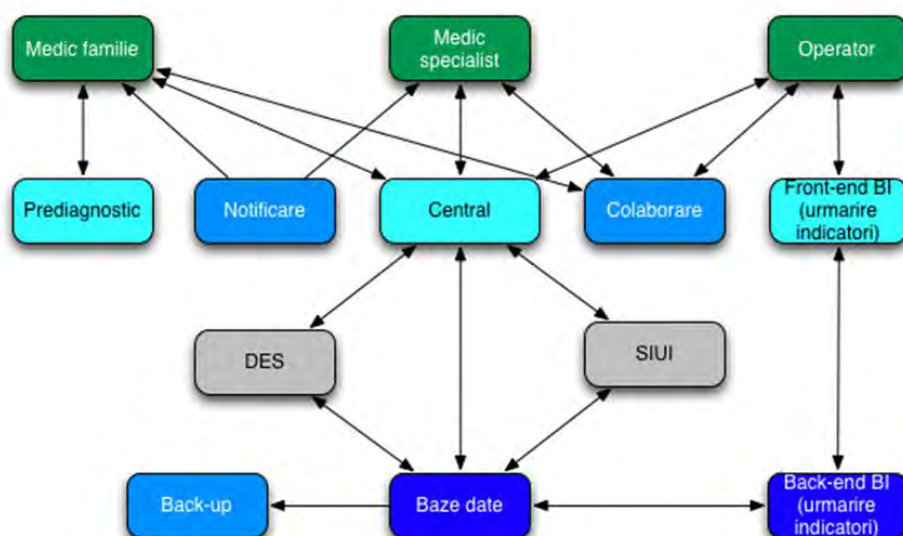 Medic familie
Medic
specialist
Operator
Prediagnostic
Notificare
Central
Colaborare
Front-end BI
(urmarire
indicatori)
DES
SIUI
Back-up
Baze date
Back-end BI
(urmarire
indicatori)